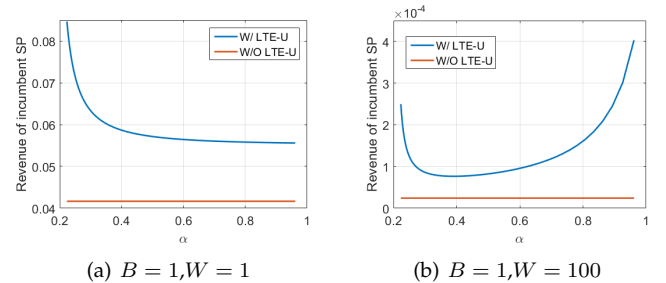 0.08
0.07
0.06
0.05
0.04
Revenue of incumbent SP
W/ LTE-U
W/O LTE-U
0.2 0.4 0.6 0.8 1
α
(a) B = 1,W = 1
×10⁻⁴
4
3
2
1
0
Revenue of incumbent SP
W/ LTE-U
W/O LTE-U
0.2 0.4 0.6 0.8 1
α
(b) B = 1,W = 100